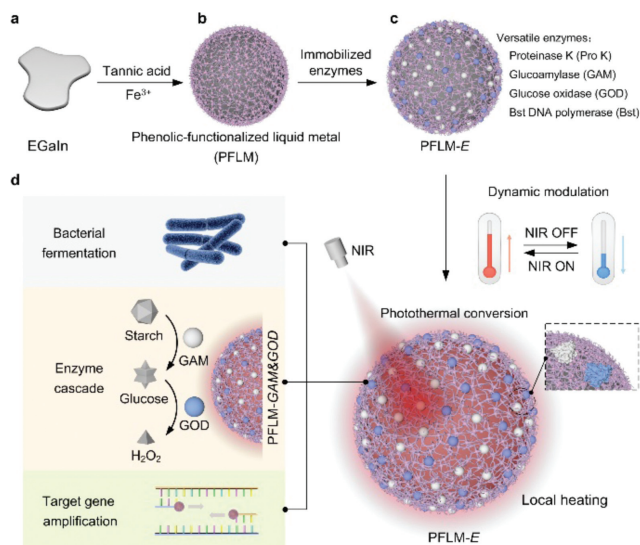 a
b
c
Tannic acid
Fe³⁺
Immobilized
enzymes
Versatile enzymes:
Proteinase K (Pro K)
Glucoamylase (GAM)
Glucose oxidase (GOD)
Bst DNA polymerase (Bst)
EGaIn
Phenolic-functionalized liquid metal
(PFLM)
PFLM-E
d
Bacterial
fermentation
Enzyme
cascade
Starch
GAM
Glucose
GOD
H₂O₂
PFLM-GAM&GOD
Target gene
amplification
NIR
Dynamic modulation
NIR OFF
NIR ON
Photothermal conversion
Local heating
PFLM-E